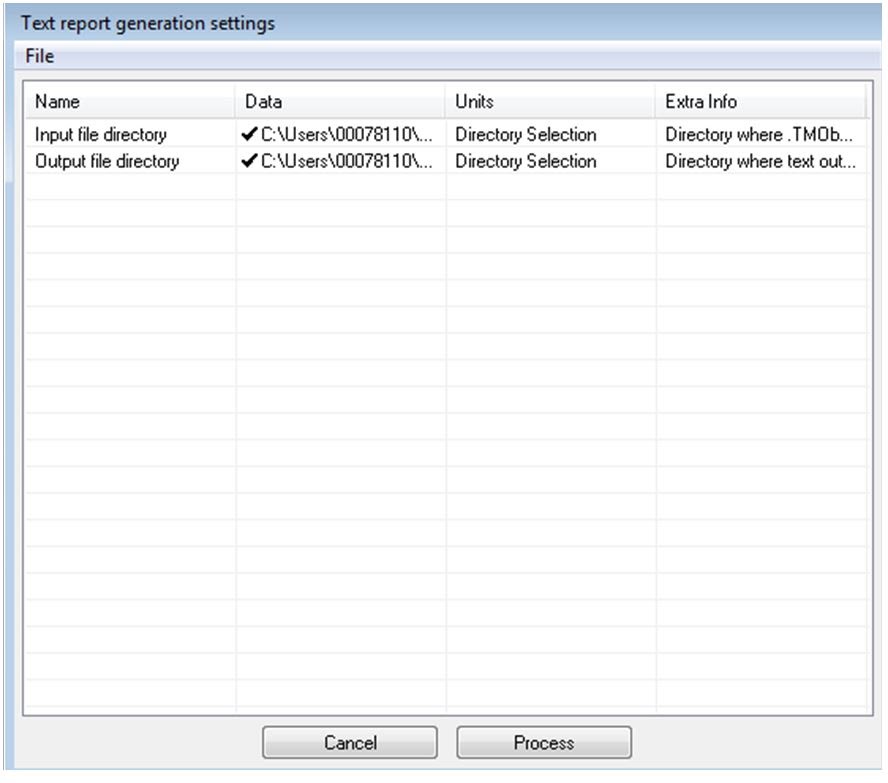 Text report generation settings
File
Name Data Units Extra Info
Input file directory ✔C:\Users\00078110\... Directory Selection Directory where .TMOb...
Output file directory ✔C:\Users\00078110\... Directory Selection Directory where text out...
Cancel Process